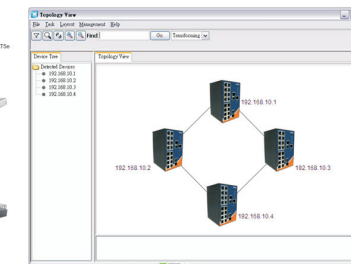 Topology View
File Task Layout Management Help
Find Go Transforming
Device Tree Topology View
Detected Devices
192.168.10.1
192.168.10.2
192.168.10.3
192.168.10.4
192.168.10.1
192.168.10.2
192.168.10.3
192.168.10.4